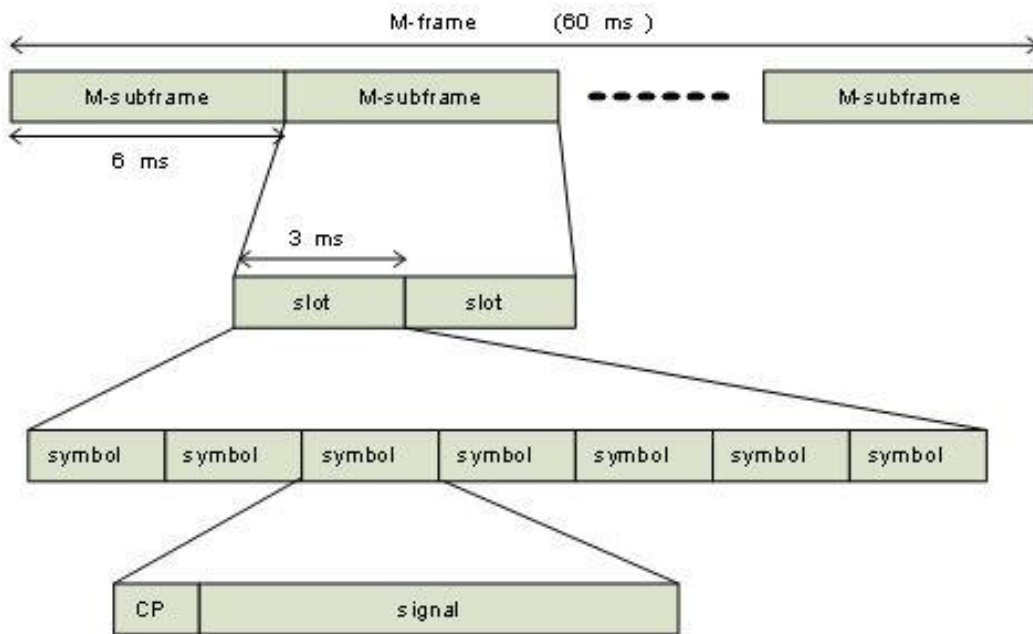 M-frame (60 ms)
M-subframe M-subframe M-subframe
6 ms
3 ms
slot slot
symbol symbol symbol symbol symbol symbol symbol
CP signal